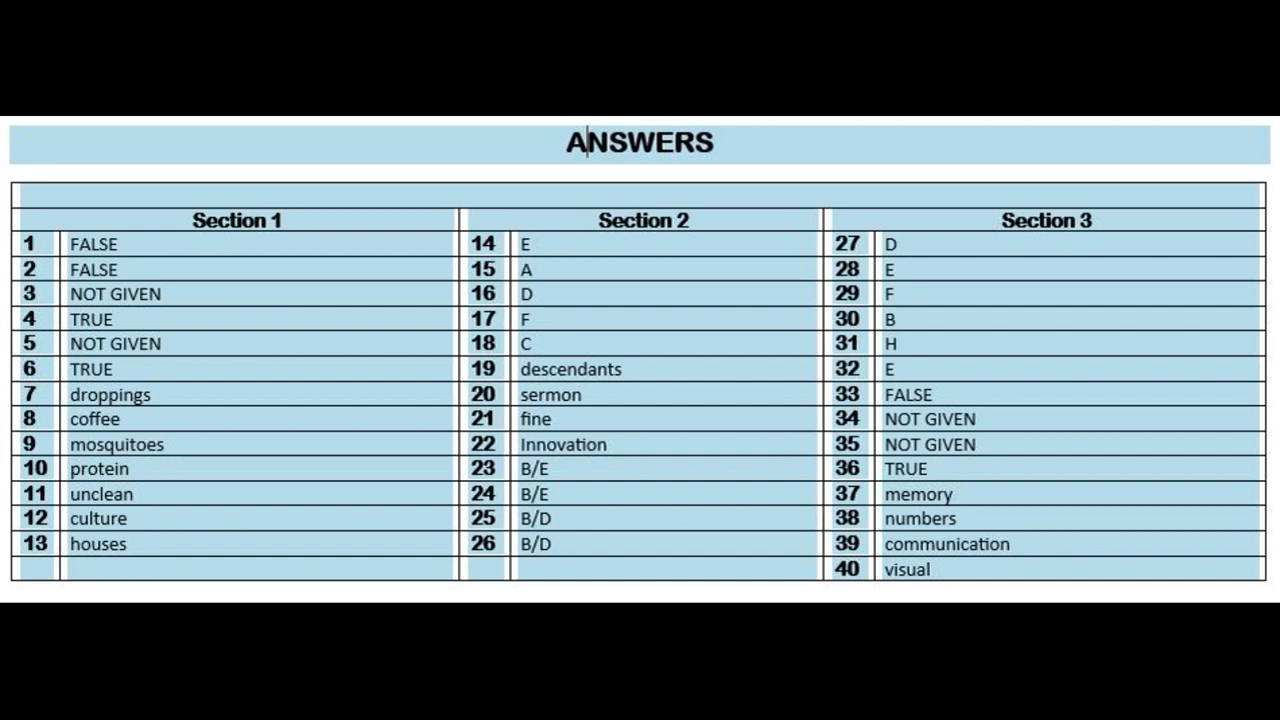 ANSWERS
Section 1 Section 2 Section 3
1 FALSE 14 E 27 D
2 FALSE 15 A 28 E
3 NOT GIVEN 16 D 29 F
4 TRUE 17 F 30 B
5 NOT GIVEN 18 C 31 H
6 TRUE 19 descendants 32 E
7 droppings 20 sermon 33 FALSE
8 coffee 21 fine 34 NOT GIVEN
9 mosquitoes 22 Innovation 35 NOT GIVEN
10 protein 23 B/E 36 TRUE
11 unclean 24 B/E 37 memory
12 culture 25 B/D 38 numbers
13 houses 26 B/D 39 communication
40 visual